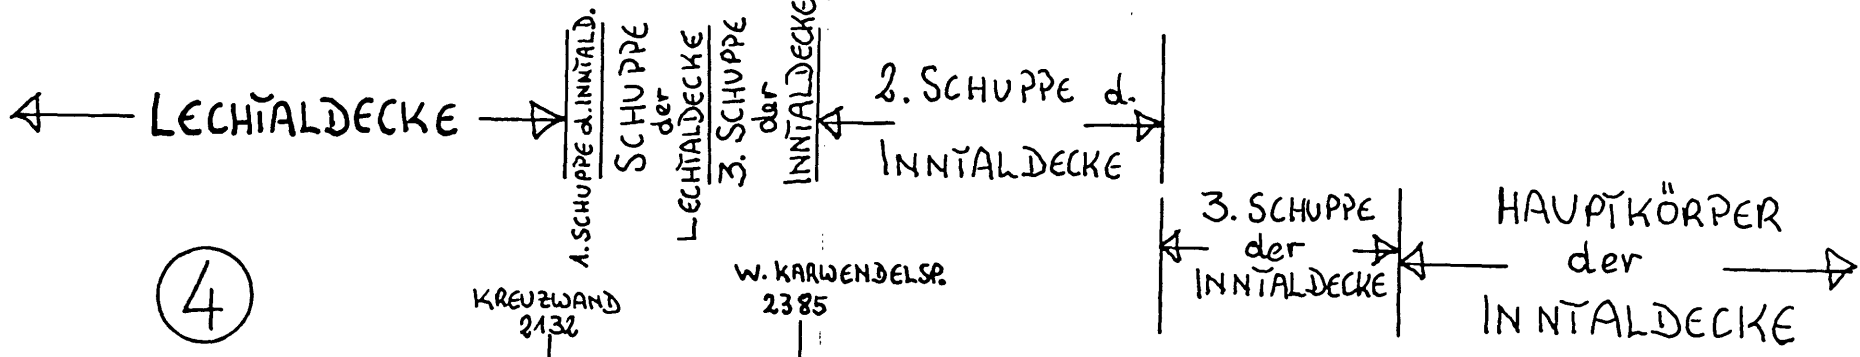 LECHTALDECKE
1. SCHUPPE d. INNTALD.
SCHUPPE
der
LECHTALDECKE
3. SCHUPPE
der
INNTALDECKE
2. SCHUPPE d.
INNTALDECKE
3. SCHUPPE
der
INNTALDECKE
HAUPTKÖRPER
der
INNTALDECKE
4
KREUZWAND
2132
W. KARWENDELSP.
2385